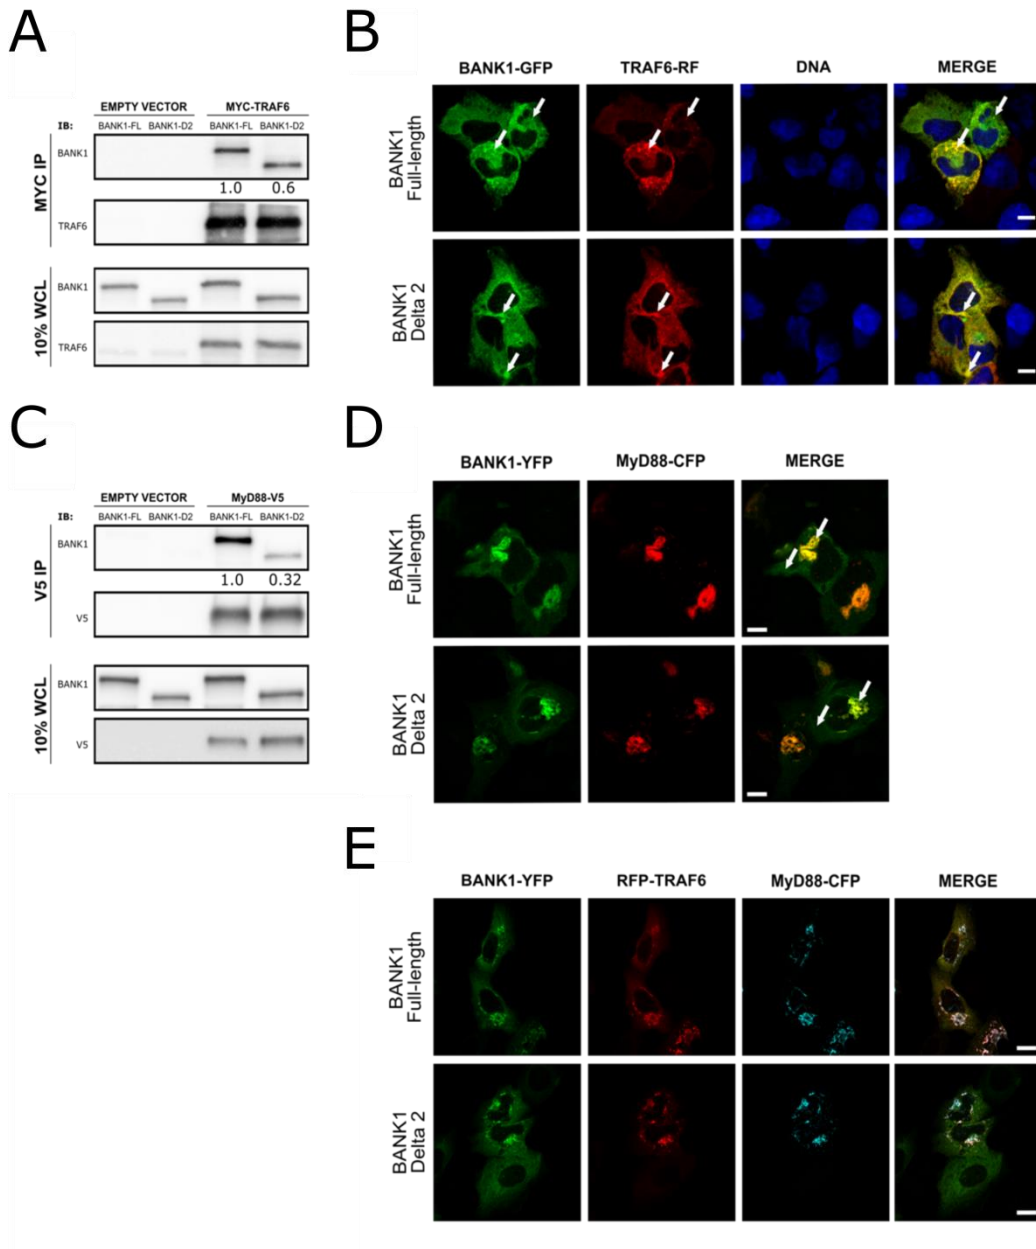 A
EMPTY VECTOR MYC-TRAF6
IB: BANK1-FL BANK1-D2 BANK1-FL BANK1-D2
MYC IP
BANK1
1.0 0.6
TRAF6
10% WCL
BANK1
TRAF6
B
BANK1-GFP TRAF6-RF DNA MERGE
BANK1
Full-length
BANK1
Delta 2
C
EMPTY VECTOR MyD88-V5
IB: BANK1-FL BANK1-D2 BANK1-FL BANK1-D2
V5 IP
BANK1
1.0 0.32
V5
10% WCL
BANK1
V5
D
BANK1-YFP MyD88-CFP MERGE
BANK1
Full-length
BANK1
Delta 2
E
BANK1-YFP RFP-TRAF6 MyD88-CFP MERGE
BANK1
Full-length
BANK1
Delta 2